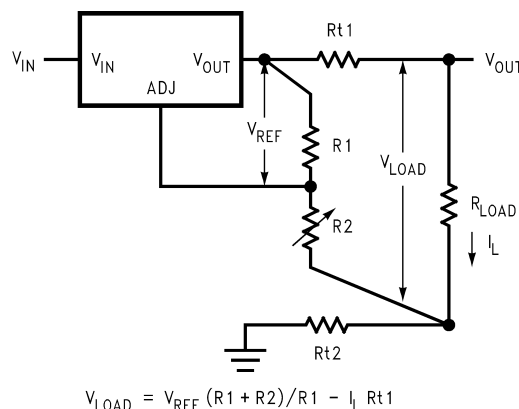 V_IN
V_IN
V_OUT
ADJ
Rt1
V_OUT
V_REF
R1
V_LOAD
R2
R_LOAD
I_L
Rt2
V_LOAD = V_REF (R1 + R2)/R1 - I_L Rt1